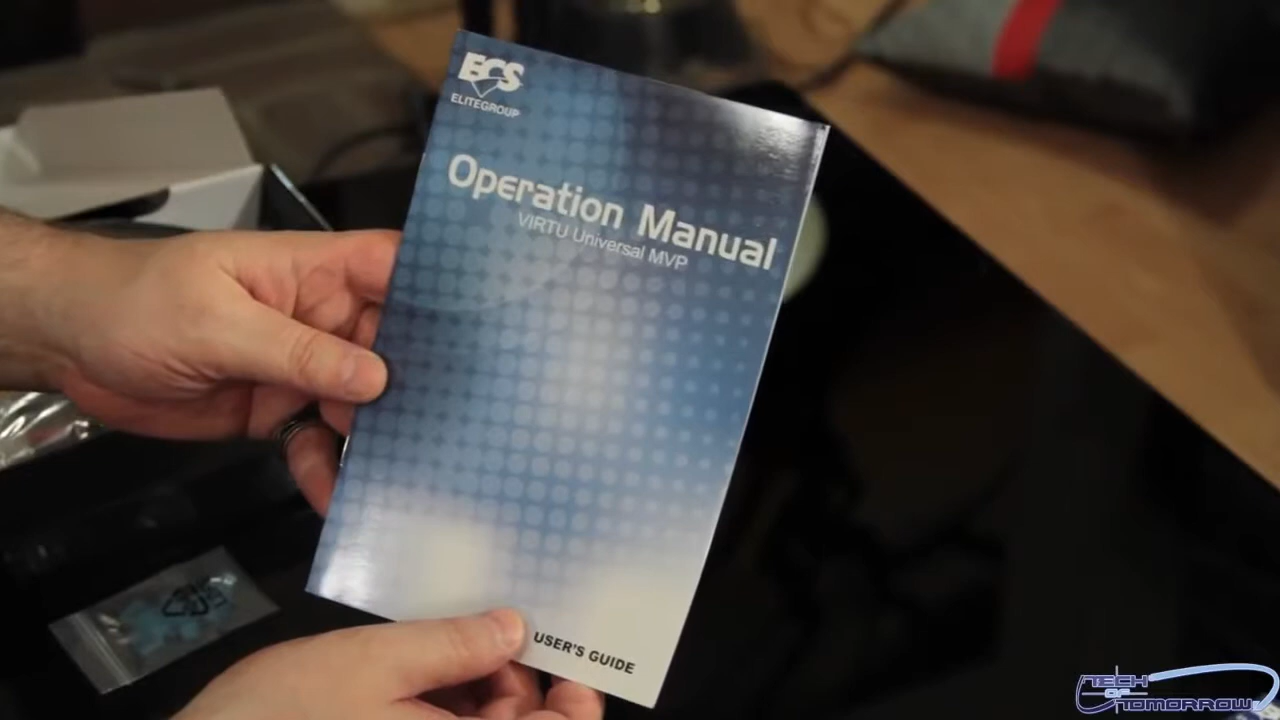 ECS
ELITEGROUP
Operation Manual
VIRTU Universal MVP
USER'S GUIDE
TECH
OF
TOMORROW